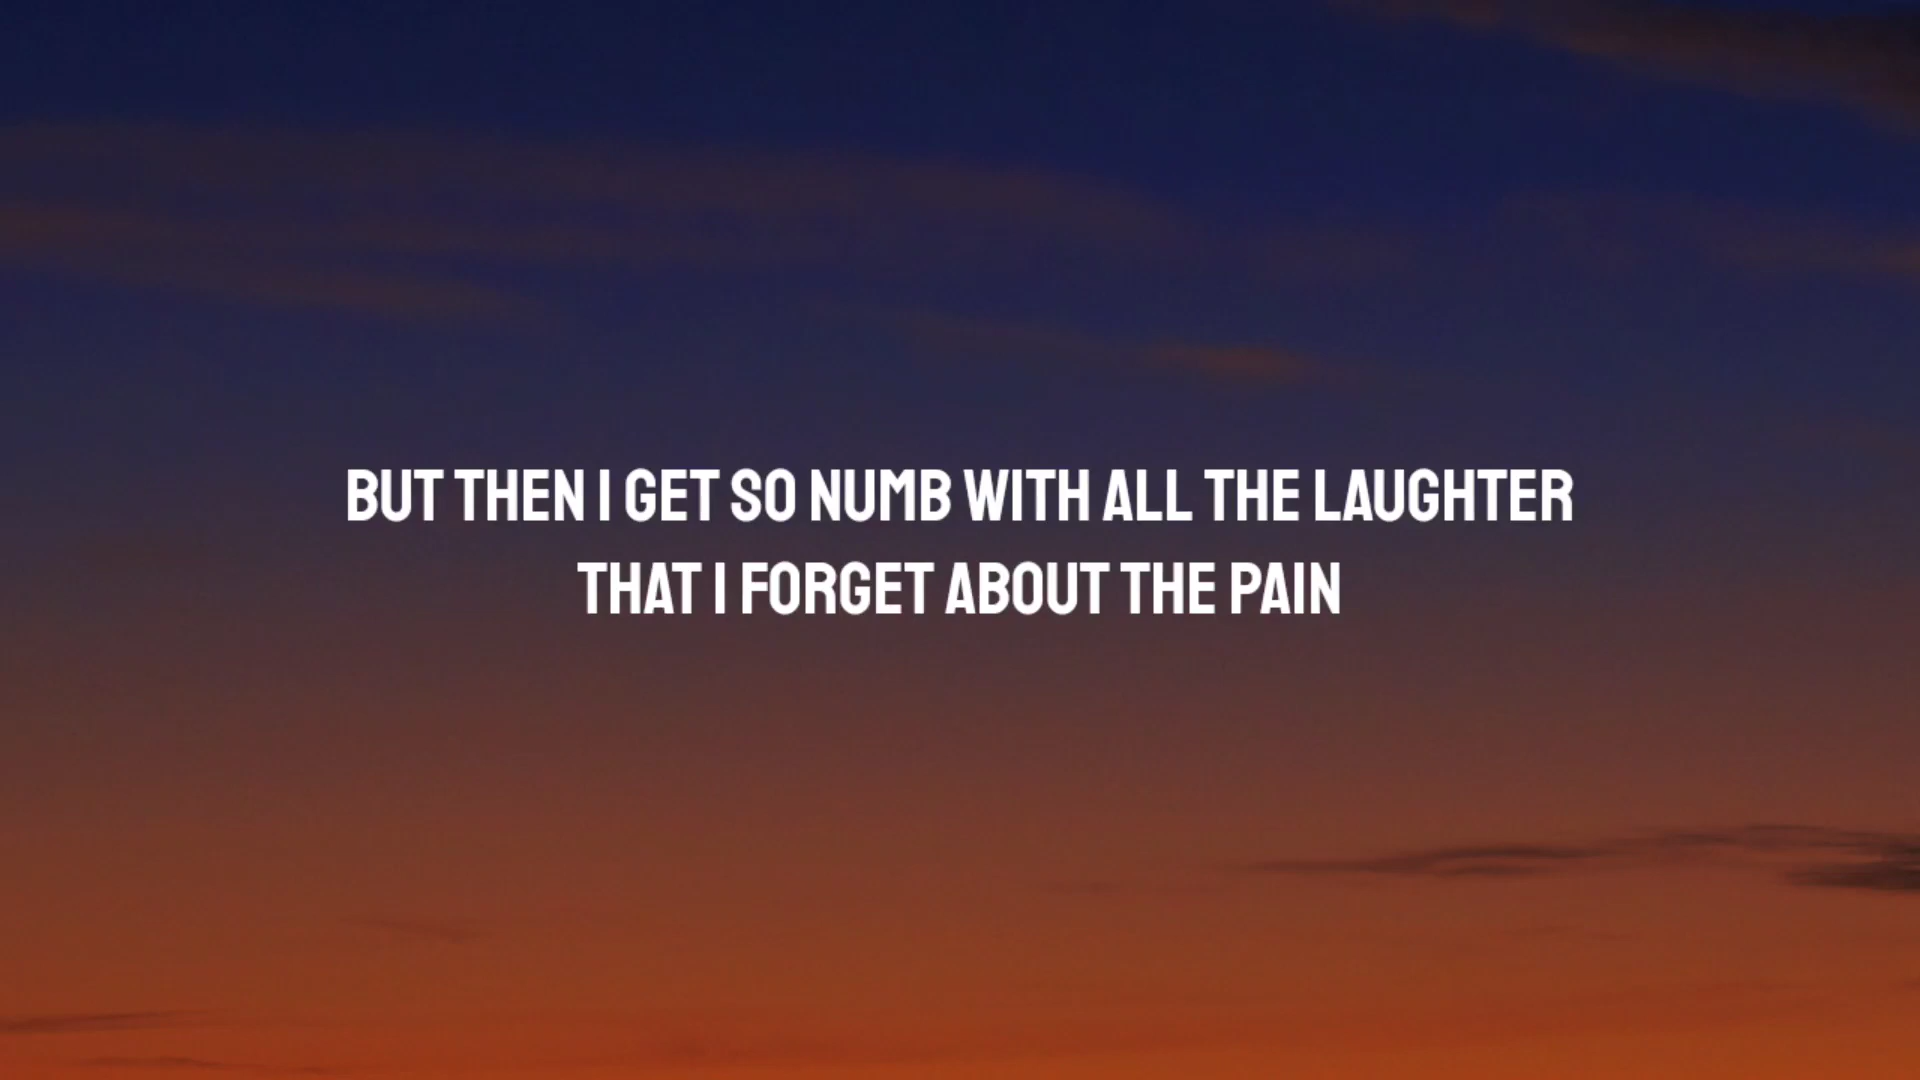 BUT THEN I GET SO NUMB WITH ALL THE LAUGHTER
THAT I FORGET ABOUT THE PAIN